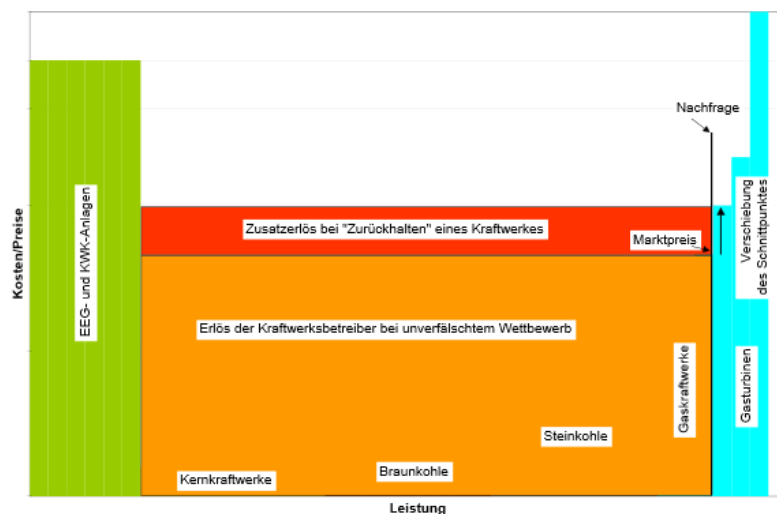 Nachfrage
Kosten/Preise
EEG- und KWK-Anlagen
Zusatzerlös bei "Zurückhalten" eines Kraftwerkes
Marktpreis
Verschiebung
des Schnittpunktes
Erlös der Kraftwerksbetreiber bei unverfälschtem Wettbewerb
Gaskraftwerke
Gasturbinen
Steinkohle
Braunkohle
Kernkraftwerke
Leistung